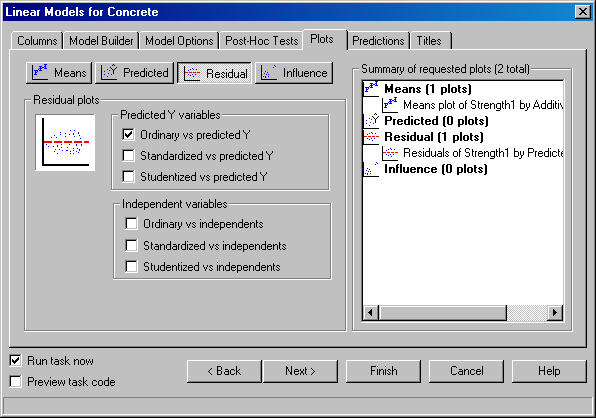 Linear Models for Concrete
Columns Model Builder Model Options Post-Hoc Tests Plots Predictions Titles
Means Predicted Residual Influence
Residual plots
Predicted Y variables
Ordinary vs predicted Y
Standardized vs predicted Y
Studentized vs predicted Y
Independent variables
Ordinary vs independents
Standardized vs independents
Studentized vs independents
Summary of requested plots (2 total)
Means (1 plots)
Means plot of Strength1 by Additiv
Predicted (0 plots)
Residual (1 plots)
Residuals of Strength1 by Predicte
Influence (0 plots)
Run task now
Preview task code
< Back Next > Finish Cancel Help